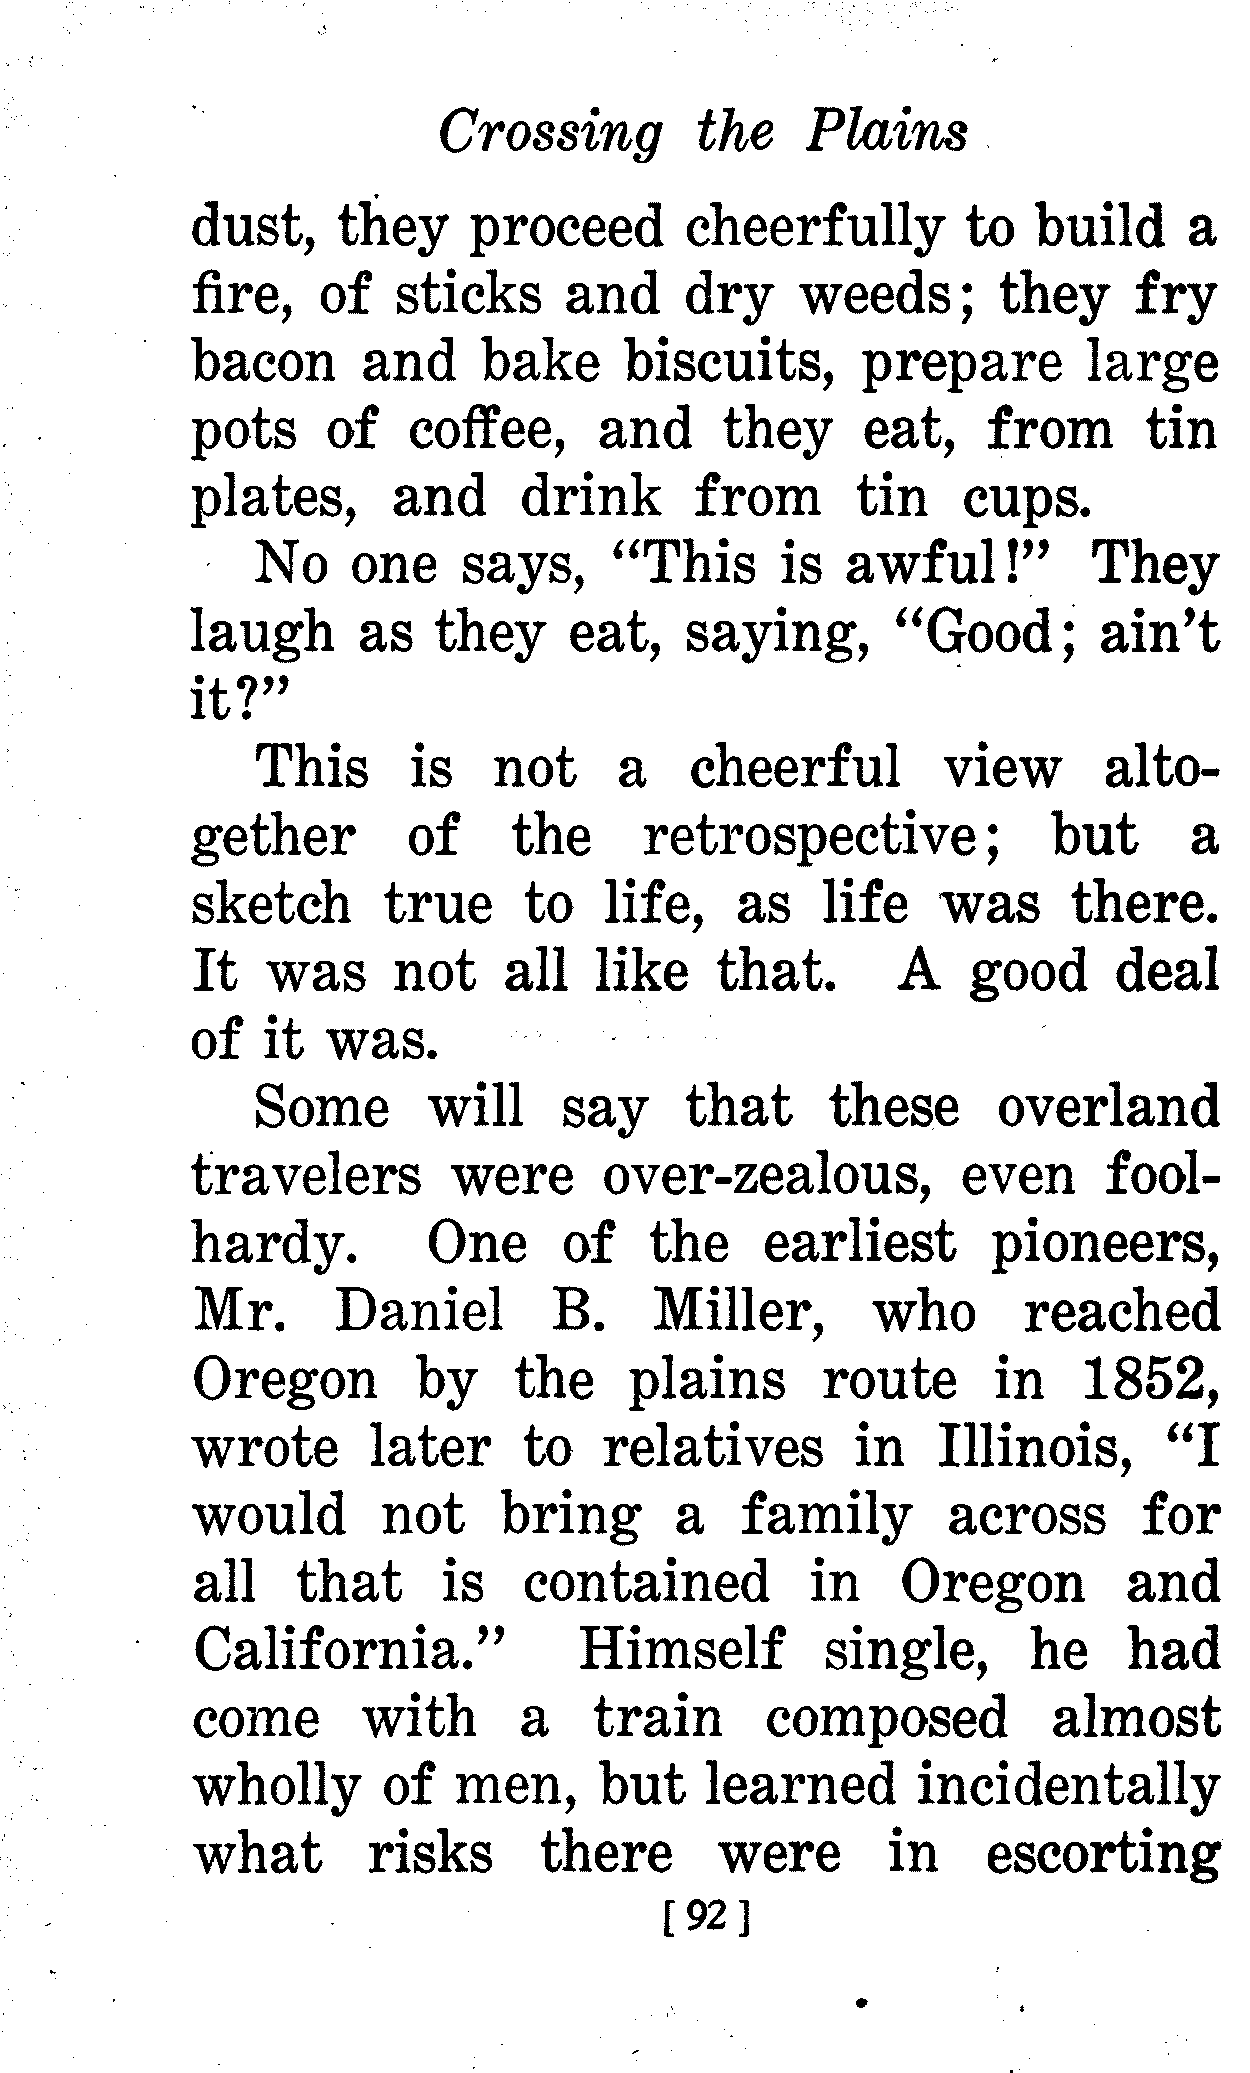 Crossing the Plains
dust, they proceed cheerfully to build a
fire, of sticks and dry weeds; they fry
bacon and bake biscuits, prepare large
pots of coffee, and they eat, from tin
plates, and drink from tin cups.
No one says, “This is awful!” They
laugh as they eat, saying, “Good; ain’t
it?”
This is not a cheerful view alto-
gether of the retrospective; but a
sketch true to life, as life was there.
It was not all like that. A good deal
of it was.
Some will say that these overland
travelers were over-zealous, even fool-
hardy. One of the earliest pioneers,
Mr. Daniel B. Miller, who reached
Oregon by the plains route in 1852,
wrote later to relatives in Illinois, “I
would not bring a family across for
all that is contained in Oregon and
California.” Himself single, he had
come with a train composed almost
wholly of men, but learned incidentally
what risks there were in escorting
[ 92 ]